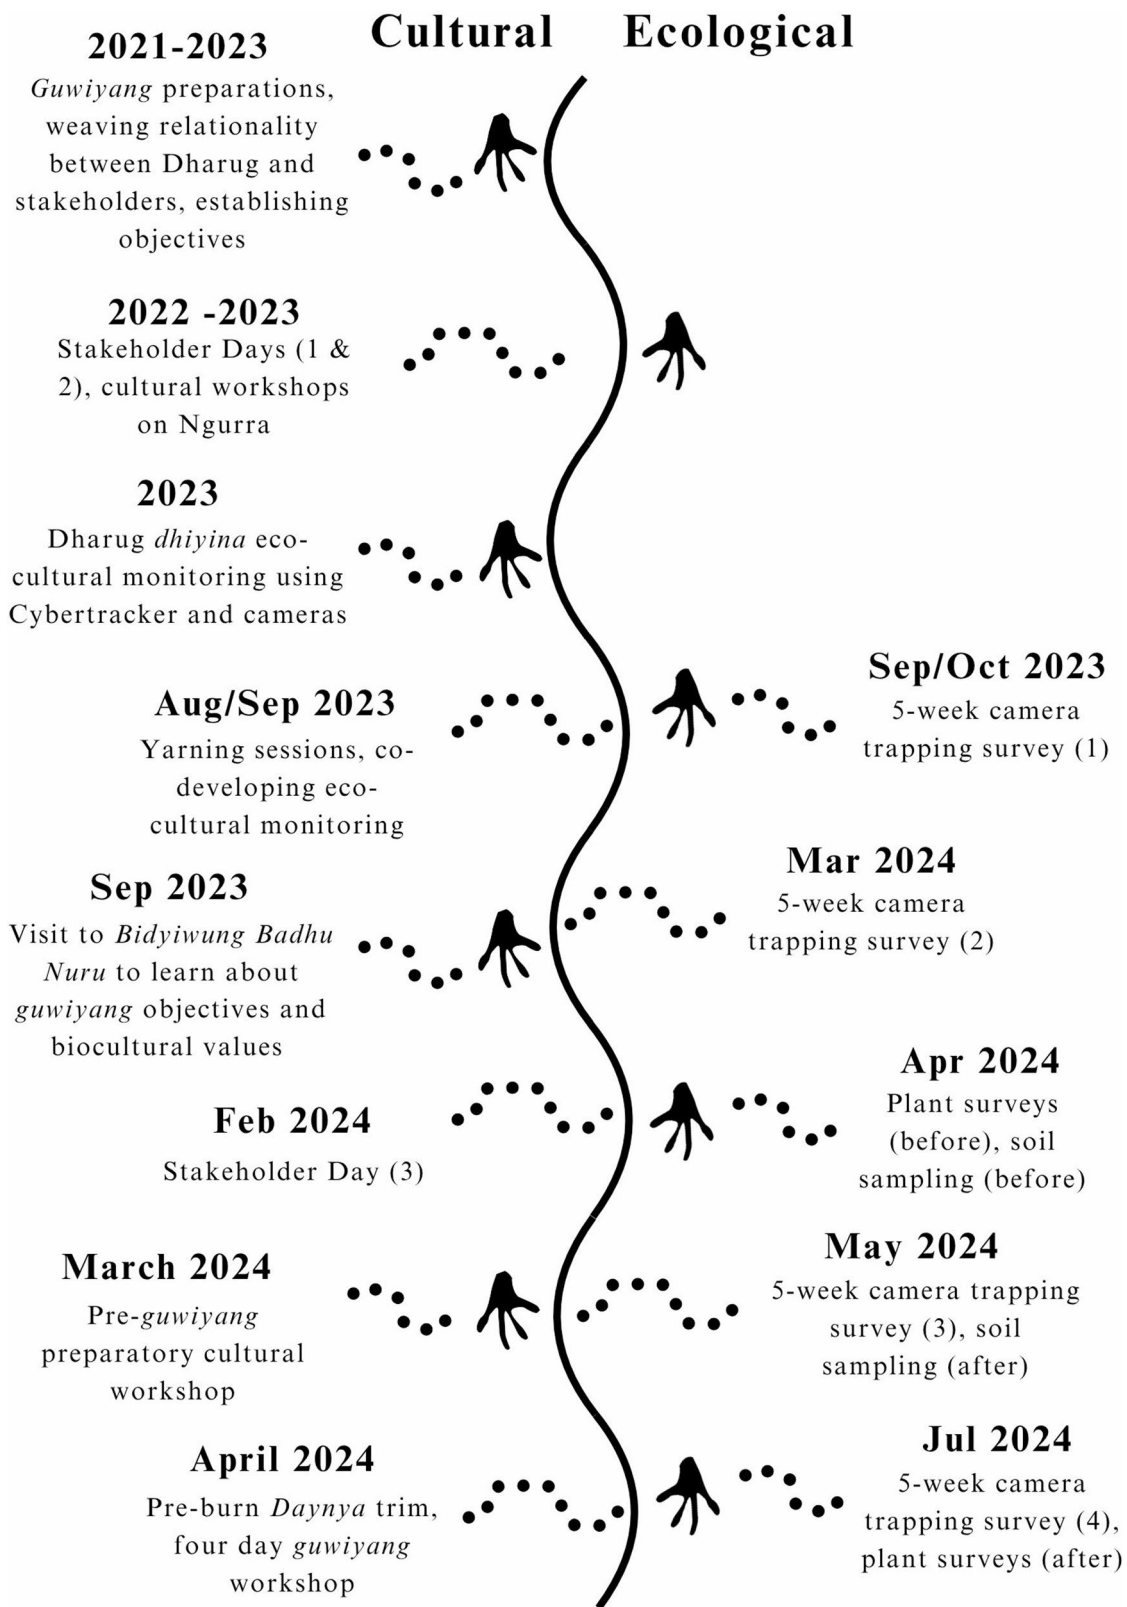 Cultural
Ecological
2021-2023
Guwiyang preparations,
weaving relationality
between Dharug and
stakeholders, establishing
objectives
2022 -2023
Stakeholder Days (1 &
2), cultural workshops
on Ngurra
2023
Dharug dhiyina eco-
cultural monitoring using
Cybertracker and cameras
Aug/Sep 2023
Yarning sessions, co-
developing eco-
cultural monitoring
Sep 2023
Visit to Bidyiwung Badhu
Nuru to learn about
guwiyang objectives and
biocultural values
Feb 2024
Stakeholder Day (3)
March 2024
Pre-guwiyang
preparatory cultural
workshop
April 2024
Pre-burn Daynya trim,
four day guwiyang
workshop
Sep/Oct 2023
5-week camera
trapping survey (1)
Mar 2024
5-week camera
trapping survey (2)
Apr 2024
Plant surveys
(before), soil
sampling (before)
May 2024
5-week camera trapping
survey (3), soil
sampling (after)
Jul 2024
5-week camera
trapping survey (4),
plant surveys (after)